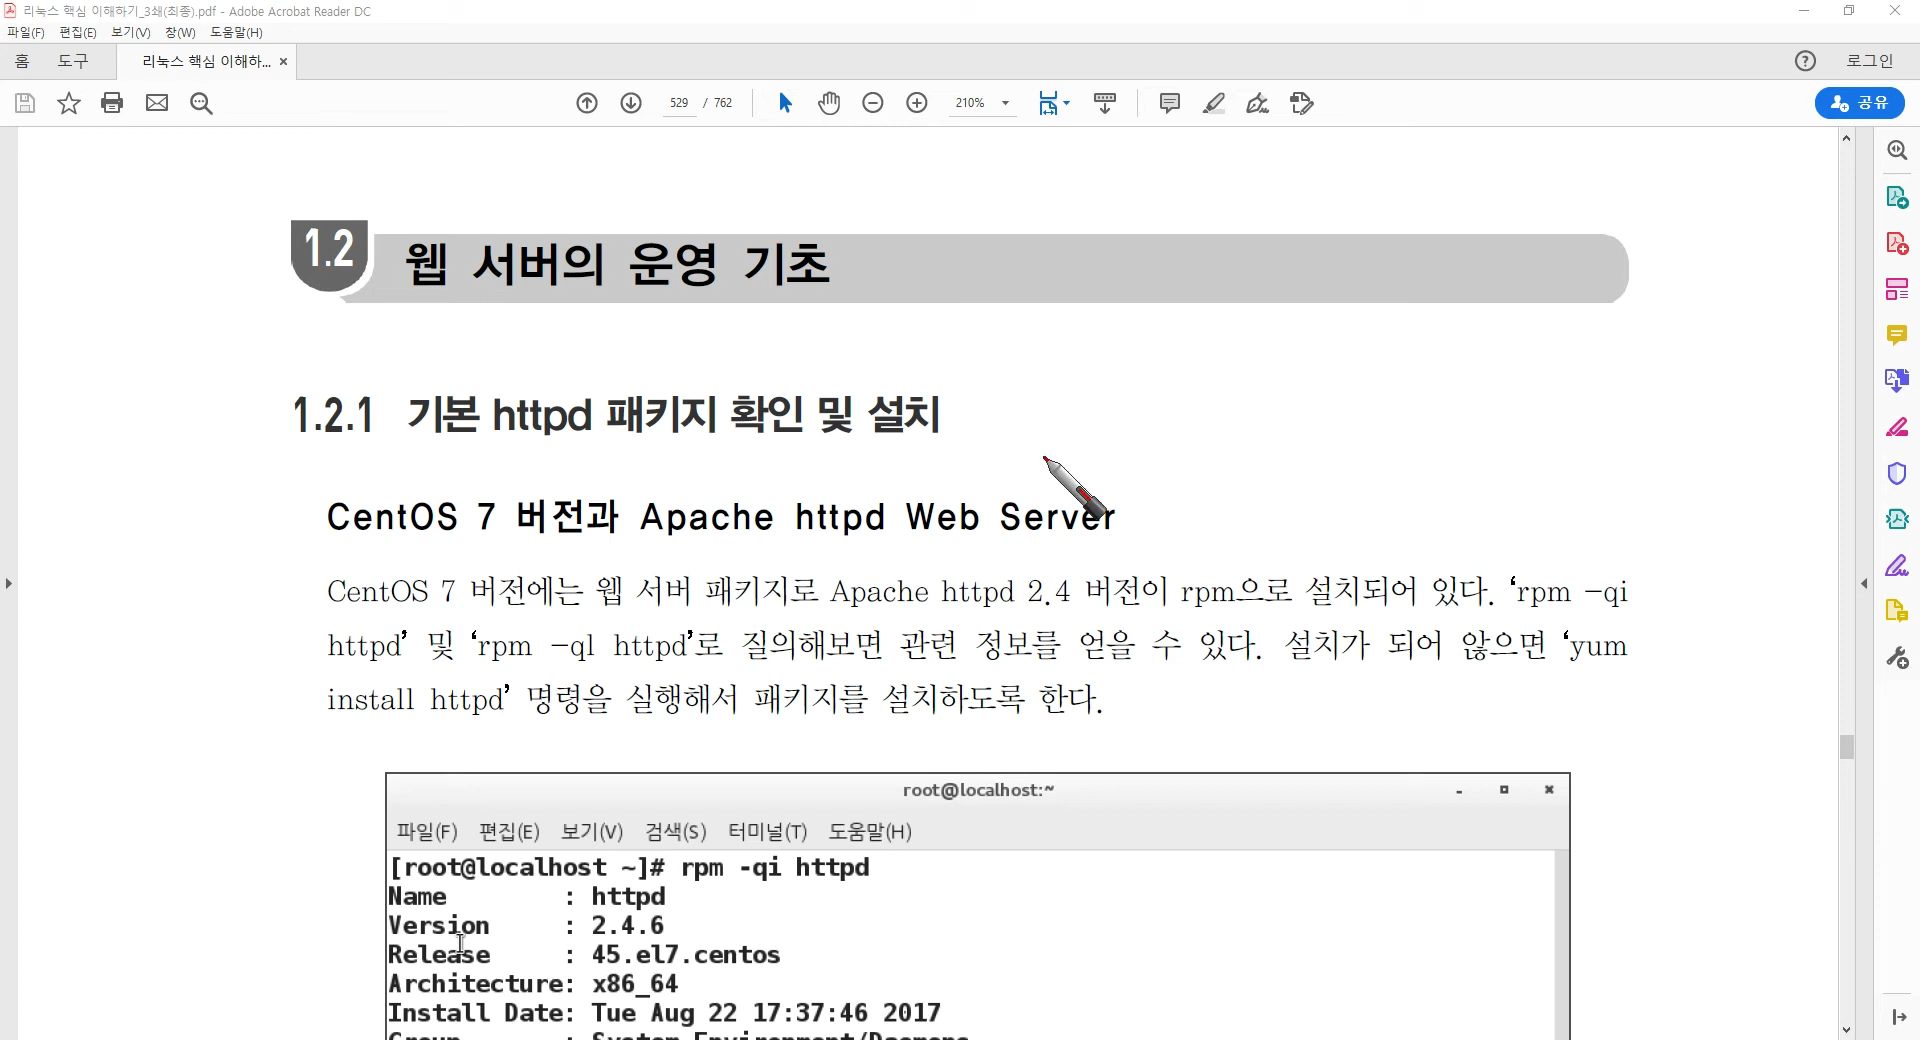 리눅스 핵심 이해하기_3쇄(최종).pdf - Adobe Acrobat Reader DC
파일(F) 편집(E) 보기(V) 창(W) 도움말(H)
홈 도구 리눅스 핵심 이해하... × 로그인
529 / 762 210% 공유
1.2 웹 서버의 운영 기초
1.2.1 기본 httpd 패키지 확인 및 설치
CentOS 7 버전과 Apache httpd Web Server
CentOS 7 버전에는 웹 서버 패키지로 Apache httpd 2.4 버전이 rpm으로 설치되어 있다. ‘rpm -qi
httpd’ 및 ‘rpm -ql httpd’로 질의해보면 관련 정보를 얻을 수 있다. 설치가 되어 않으면 ‘yum
install httpd’ 명령을 실행해서 패키지를 설치하도록 한다.
root@localhost:~
파일(F) 편집(E) 보기(V) 검색(S) 터미널(T) 도움말(H)
[root@localhost ~]# rpm -qi httpd
Name : httpd
Version : 2.4.6
Release : 45.el7.centos
Architecture: x86_64
Install Date: Tue Aug 22 17:37:46 2017
Group : System Environment/Daemons